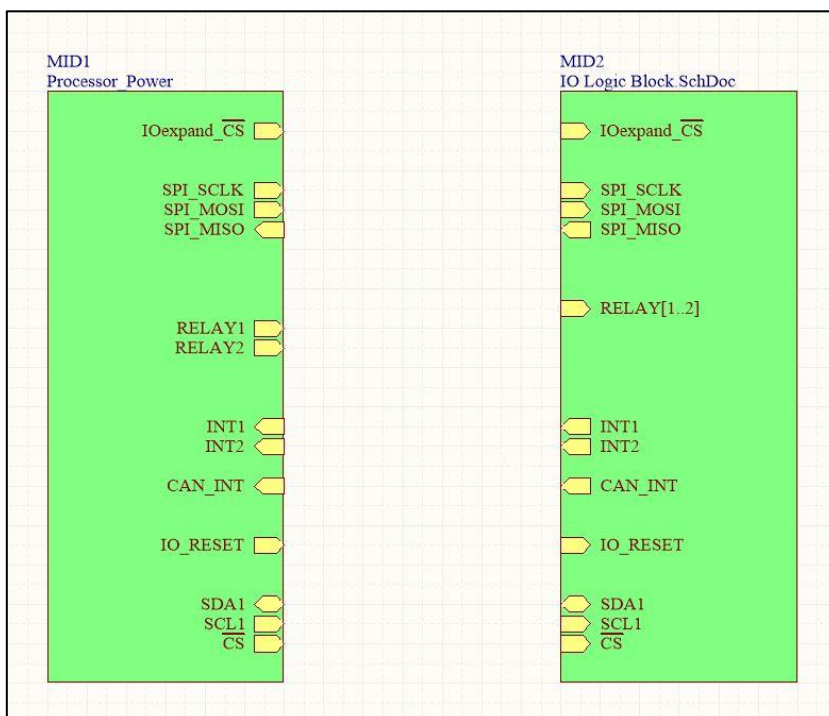 MID1
Processor_Power
IOexpand_CS
SPI_SCLK
SPI_MOSI
SPI_MISO
RELAY1
RELAY2
INT1
INT2
CAN_INT
IO_RESET
SDA1
SCL1
CS
MID2
IO Logic Block.SchDoc
IOexpand_CS
SPI_SCLK
SPI_MOSI
SPI_MISO
RELAY[1..2]
INT1
INT2
CAN_INT
IO_RESET
SDA1
SCL1
CS